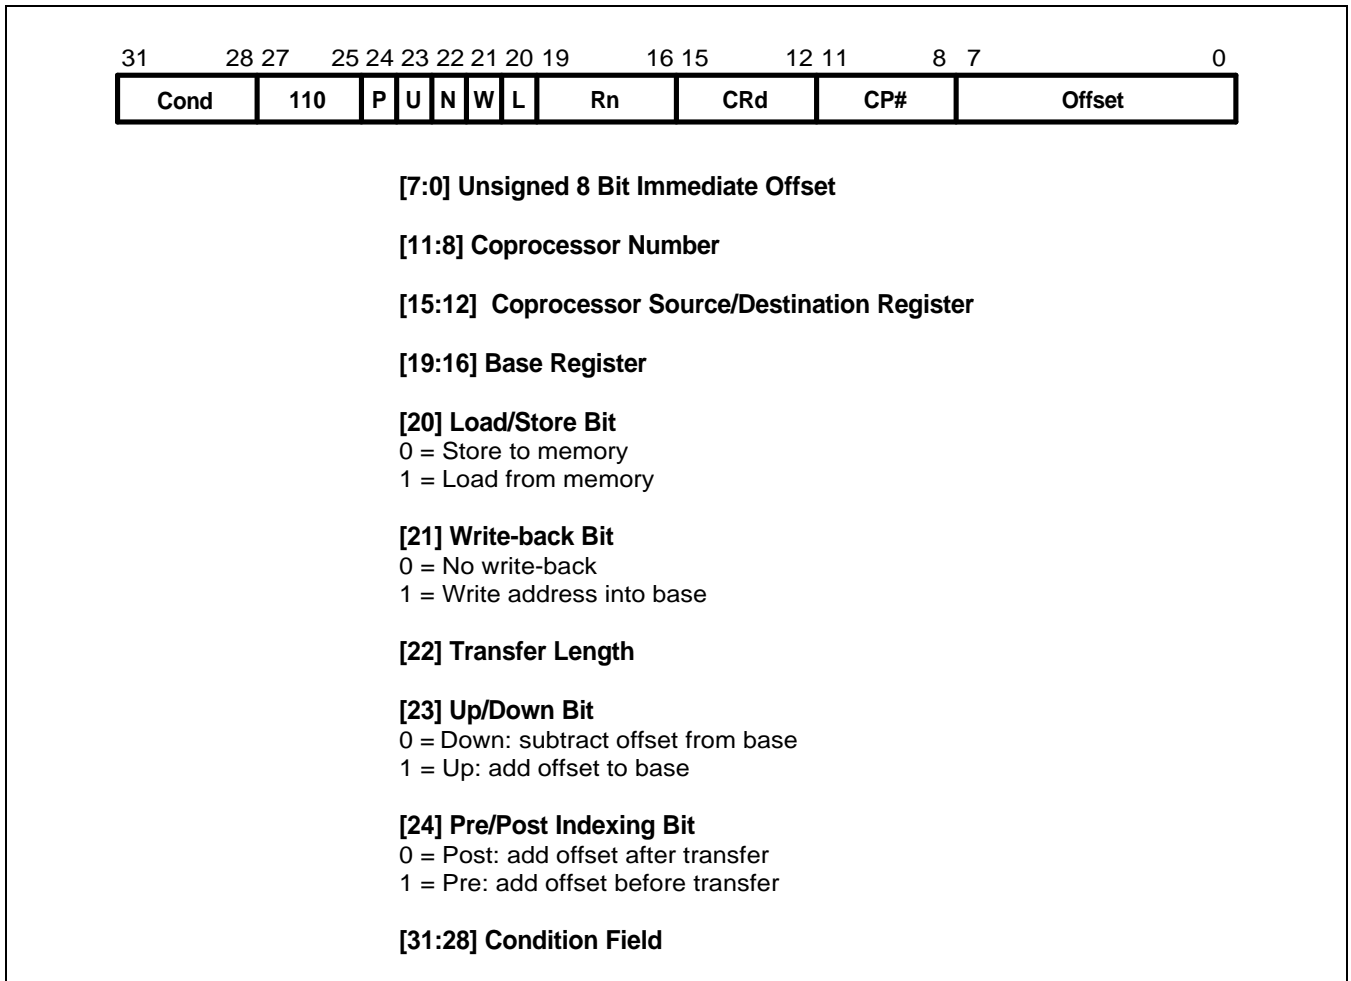 31 28 27 25 24 23 22 21 20 19 16 15 12 11 8 7 0
Cond 110 P U N W L Rn CRd CP# Offset
[7:0] Unsigned 8 Bit Immediate Offset
[11:8] Coprocessor Number
[15:12] Coprocessor Source/Destination Register
[19:16] Base Register
[20] Load/Store Bit
0 = Store to memory
1 = Load from memory
[21] Write-back Bit
0 = No write-back
1 = Write address into base
[22] Transfer Length
[23] Up/Down Bit
0 = Down: subtract offset from base
1 = Up: add offset to base
[24] Pre/Post Indexing Bit
0 = Post: add offset after transfer
1 = Pre: add offset before transfer
[31:28] Condition Field